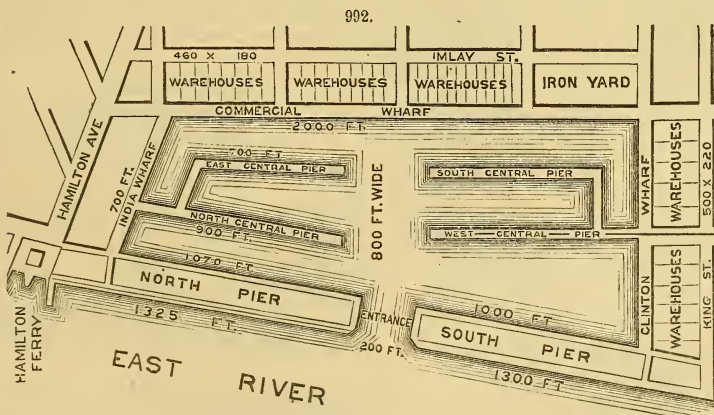 992.
460 X 180
IMLAY ST.
WAREHOUSES
WAREHOUSES
WAREHOUSES
IRON YARD
COMMERCIAL WHARF
2000 FT.
HAMILTON AVE
700 FT.
INDIA WHARF
700 FT.
EAST CENTRAL PIER
NORTH CENTRAL PIER
900 FT.
800 FT. WIDE
SOUTH CENTRAL PIER
WEST CENTRAL PIER
CLINTON WHARF
WAREHOUSES
WAREHOUSES
500 X 220
KING ST.
1070 FT
NORTH PIER
1325 FT.
ENTRANCE
200 FT.
1000 FT
SOUTH PIER
1300 FT
HAMILTON FERRY
EAST RIVER